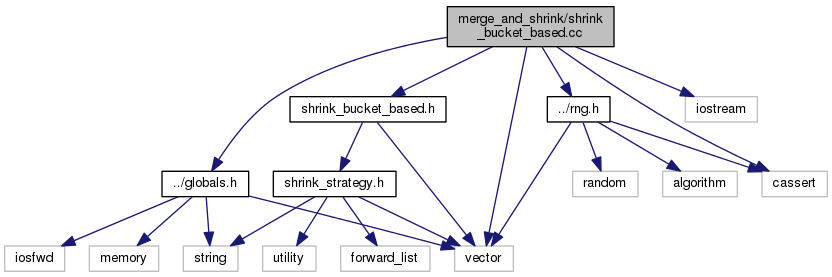 merge_and_shrink/shrink
_bucket_based.cc
shrink_bucket_based.h
../rng.h
iostream
../globals.h
shrink_strategy.h
random
algorithm
cassert
iosfwd
memory
string
utility
forward_list
vector